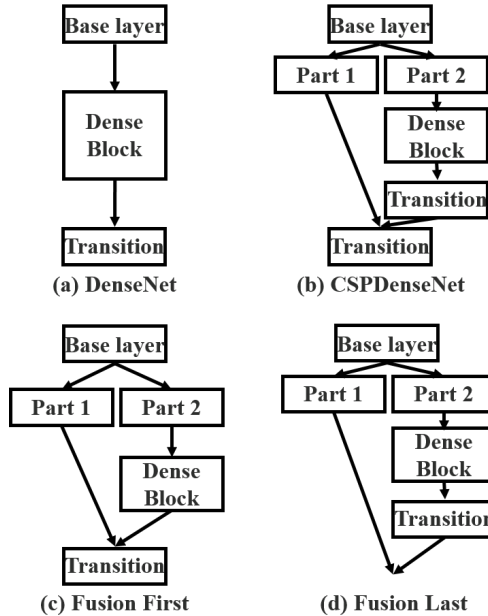 Base layer
Dense
Block
Transition
(a) DenseNet
Base layer
Part 1
Part 2
Dense
Block
Transition
Transition
(b) CSPDenseNet
Base layer
Part 1
Part 2
Dense
Block
Transition
(c) Fusion First
Base layer
Part 1
Part 2
Dense
Block
Transition
(d) Fusion Last